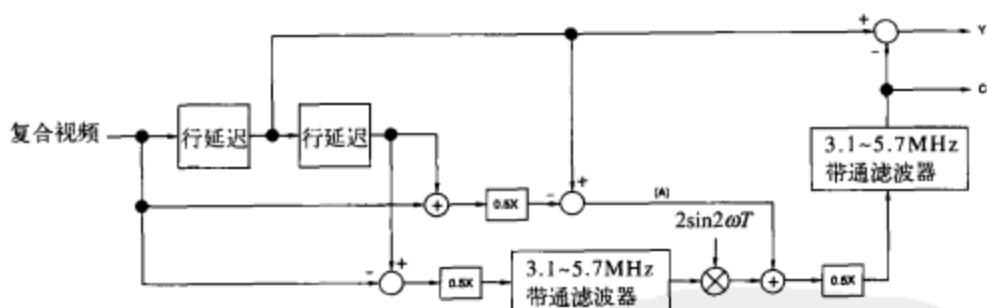 +
Y
-
C
复合视频
行延迟
行延迟
3.1~5.7MHz
带通滤波器
+
0.5X
-
+
[A]
2sin2ωT
-
+
0.5X
3.1~5.7MHz
带通滤波器
+
0.5X